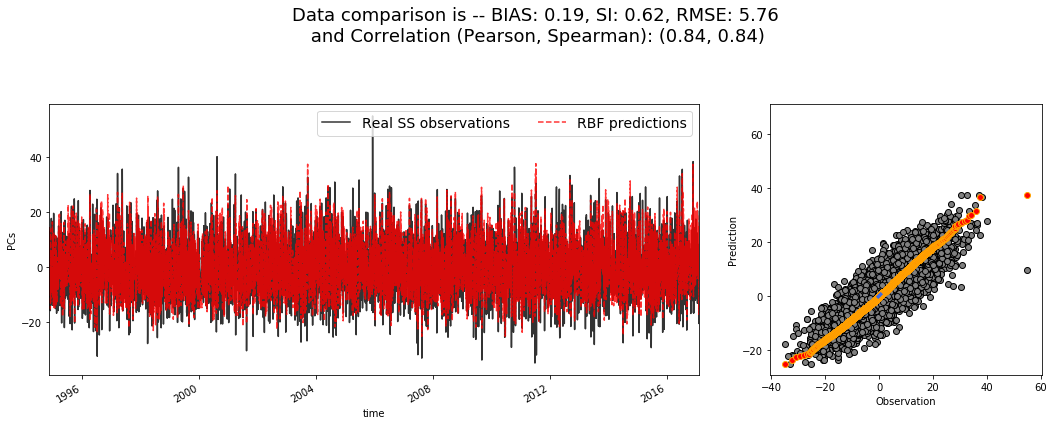 Data comparison is -- BIAS: 0.19, SI: 0.62, RMSE: 5.76
and Correlation (Pearson, Spearman): (0.84, 0.84)
Real SS observations
RBF predictions
PCs
40
20
0
−20
1996
2000
2004
2008
2012
2016
time
Prediction
60
40
20
0
−20
−40
−20
0
20
40
60
Observation